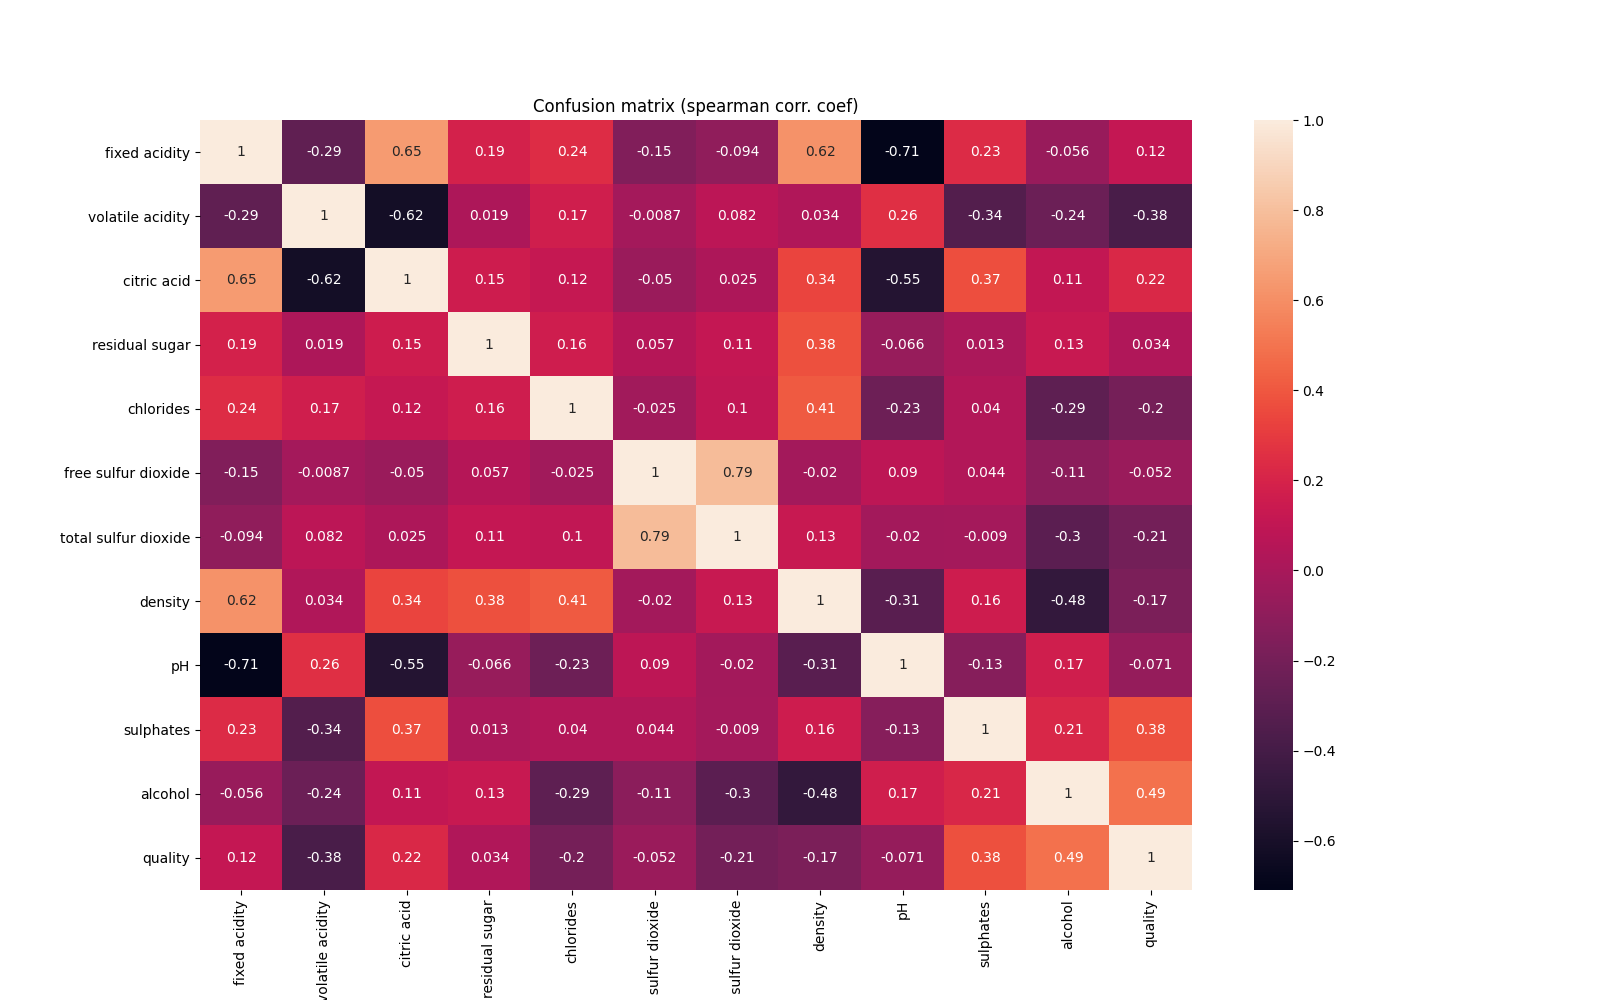 Confusion matrix (spearman corr. coef)
fixed acidity 1 -0.29 0.65 0.19 0.24 -0.15 -0.094 0.62 -0.71 0.23 -0.056 0.12
volatile acidity -0.29 1 -0.62 0.019 0.17 -0.0087 0.082 0.034 0.26 -0.34 -0.24 -0.38
citric acid 0.65 -0.62 1 0.15 0.12 -0.05 0.025 0.34 -0.55 0.37 0.11 0.22
residual sugar 0.19 0.019 0.15 1 0.16 0.057 0.11 0.38 -0.066 0.013 0.13 0.034
chlorides 0.24 0.17 0.12 0.16 1 -0.025 0.1 0.41 -0.23 0.04 -0.29 -0.2
free sulfur dioxide -0.15 -0.0087 -0.05 0.057 -0.025 1 0.79 -0.02 0.09 0.044 -0.11 -0.052
total sulfur dioxide -0.094 0.082 0.025 0.11 0.1 0.79 1 0.13 -0.02 -0.009 -0.3 -0.21
density 0.62 0.034 0.34 0.38 0.41 -0.02 0.13 1 -0.31 0.16 -0.48 -0.17
pH -0.71 0.26 -0.55 -0.066 -0.23 0.09 -0.02 -0.31 1 -0.13 0.17 -0.071
sulphates 0.23 -0.34 0.37 0.013 0.04 0.044 -0.009 0.16 -0.13 1 0.21 0.38
alcohol -0.056 -0.24 0.11 0.13 -0.29 -0.11 -0.3 -0.48 0.17 0.21 1 0.49
quality 0.12 -0.38 0.22 0.034 -0.2 -0.052 -0.21 -0.17 -0.071 0.38 0.49 1
fixed acidity
volatile acidity
citric acid
residual sugar
chlorides
sulfur dioxide
sulfur dioxide
density
pH
sulphates
alcohol
quality
1.0
0.8
0.6
0.4
0.2
0.0
−0.2
−0.4
−0.6